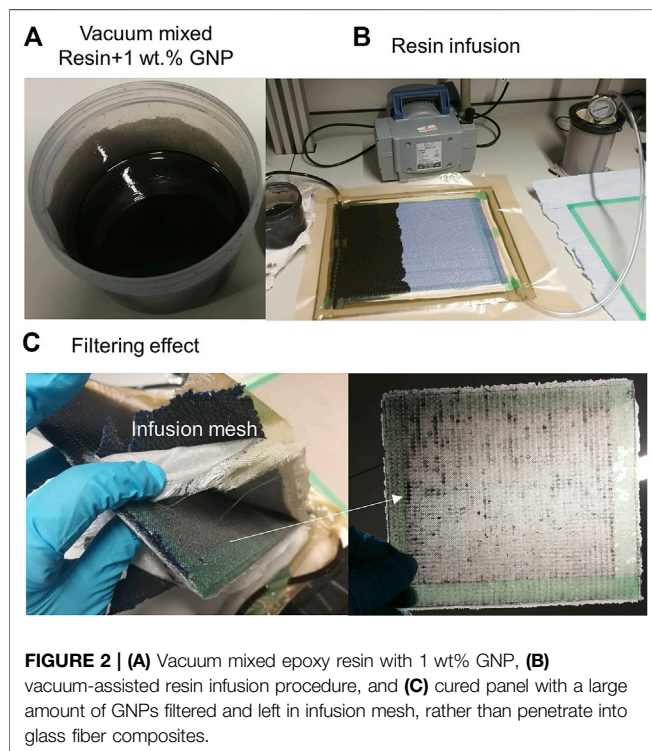 A
Vacuum mixed
Resin+1 wt.% GNP
B
Resin infusion
C
Filtering effect
Infusion mesh
FIGURE 2 | (A) Vacuum mixed epoxy resin with 1 wt% GNP, (B)
vacuum-assisted resin infusion procedure, and (C) cured panel with a large
amount of GNPs filtered and left in infusion mesh, rather than penetrate into
glass fiber composites.